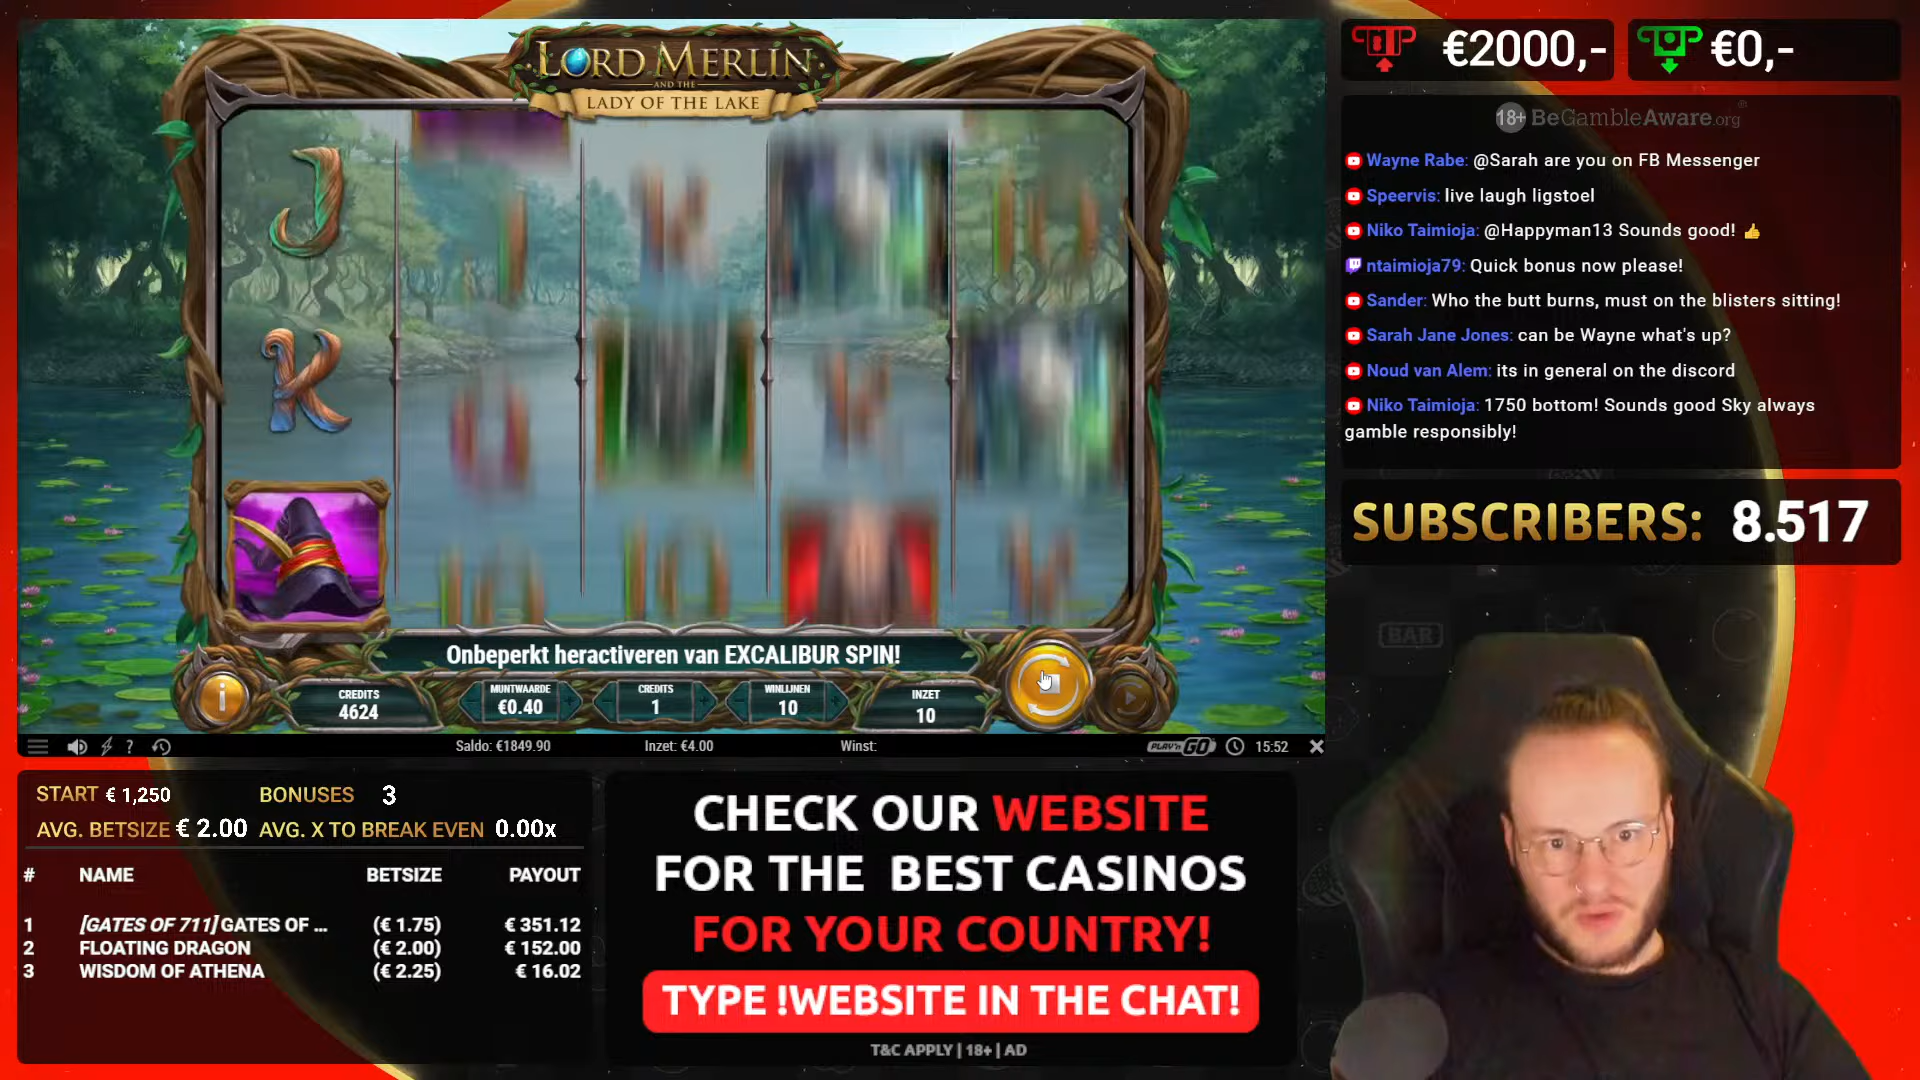 LORD MERLIN
AND THE
LADY OF THE LAKE
J
K
Onbeperkt heractiveren van EXCALIBUR SPIN!
CREDITS
4624
MUNTWAARDE
€0.40
CREDITS
1
WINLIJNEN
10
INZET
10
Saldo: €1849.90 Inzet: €4.00 Winst: PLAY'n GO 15:52
€2000,- €0,-
18+ BeGambleAware.org®
Wayne Rabe: @Sarah are you on FB Messenger
Speervis: live laugh ligstoel
Niko Taimioja: @Happyman13 Sounds good! 👍
ntaimioja79: Quick bonus now please!
Sander: Who the butt burns, must on the blisters sitting!
Sarah Jane Jones: can be Wayne what's up?
Noud van Alem: its in general on the discord
Niko Taimioja: 1750 bottom! Sounds good Sky always
gamble responsibly!
SUBSCRIBERS: 8.517
BAR
START € 1,250 BONUSES 3
AVG. BETSIZE € 2.00 AVG. X TO BREAK EVEN 0.00x
# NAME BETSIZE PAYOUT
1 [GATES OF 711] GATES OF ... (€ 1.75) € 351.12
2 FLOATING DRAGON (€ 2.00) € 152.00
3 WISDOM OF ATHENA (€ 2.25) € 16.02
CHECK OUR WEBSITE
FOR THE BEST CASINOS
FOR YOUR COUNTRY!
TYPE !WEBSITE IN THE CHAT!
T&C APPLY | 18+ | AD